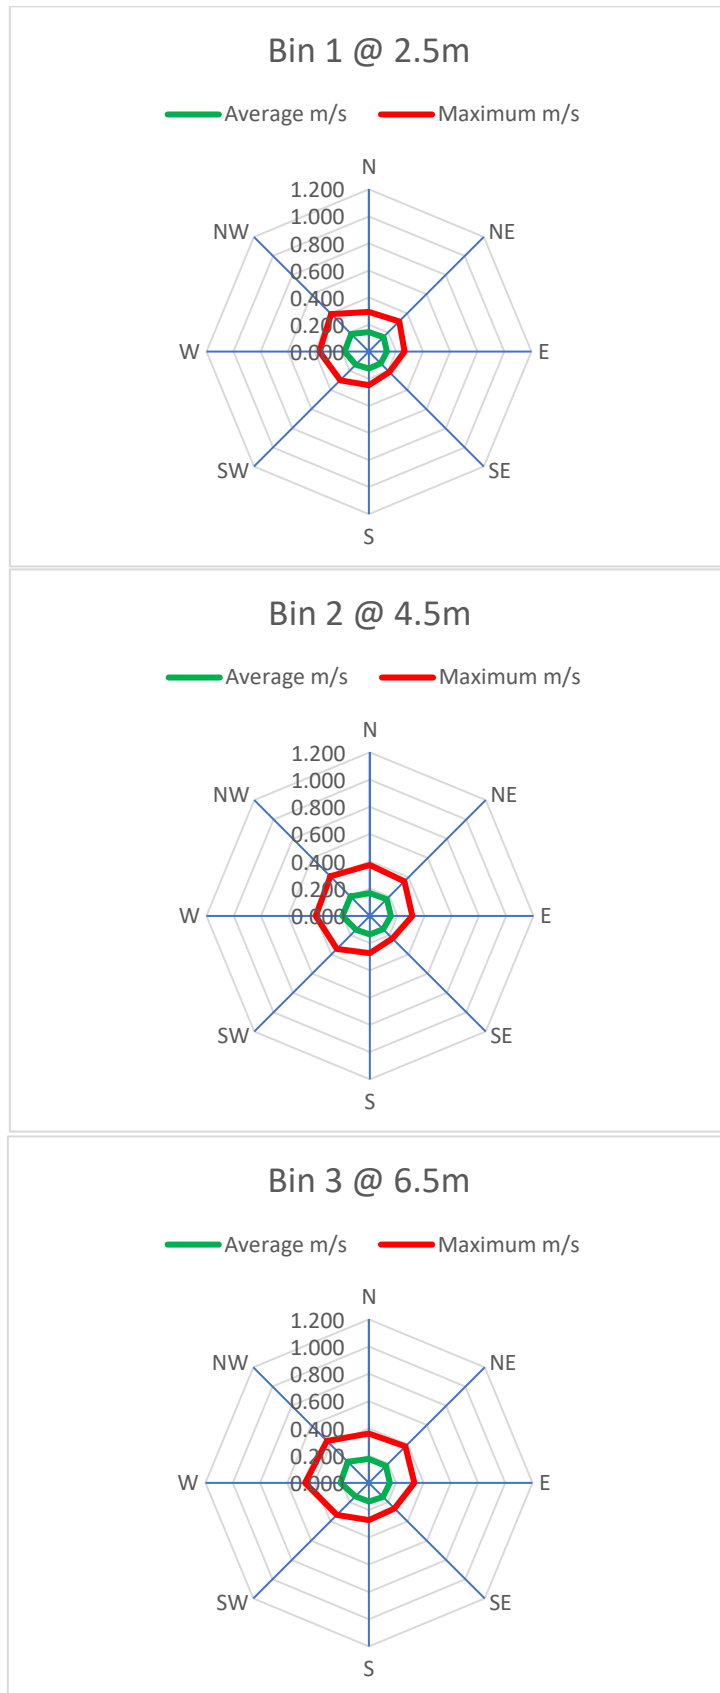 Bin 1 @ 2.5m
Average m/s Maximum m/s
N
1.200
1.000
0.800
0.600
0.400
0.200
0.000
NW
NE
W
E
SW
SE
S
Bin 2 @ 4.5m
Average m/s Maximum m/s
N
1.200
1.000
0.800
0.600
0.400
0.200
0.000
NW
NE
W
E
SW
SE
S
Bin 3 @ 6.5m
Average m/s Maximum m/s
N
1.200
1.000
0.800
0.600
0.400
0.200
0.000
NW
NE
W
E
SW
SE
S